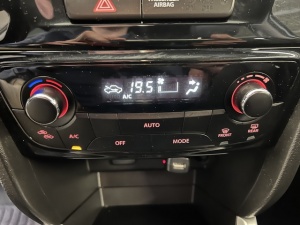 AIRBAG
19.5
A/C
AUTO
A/C
OFF
MODE
FRONT
REAR